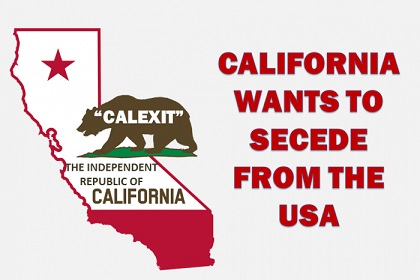 "CALEXIT"
THE INDEPENDENT
REPUBLIC OF
CALIFORNIA
CALIFORNIA
WANTS TO
SECEDE
FROM THE
USA